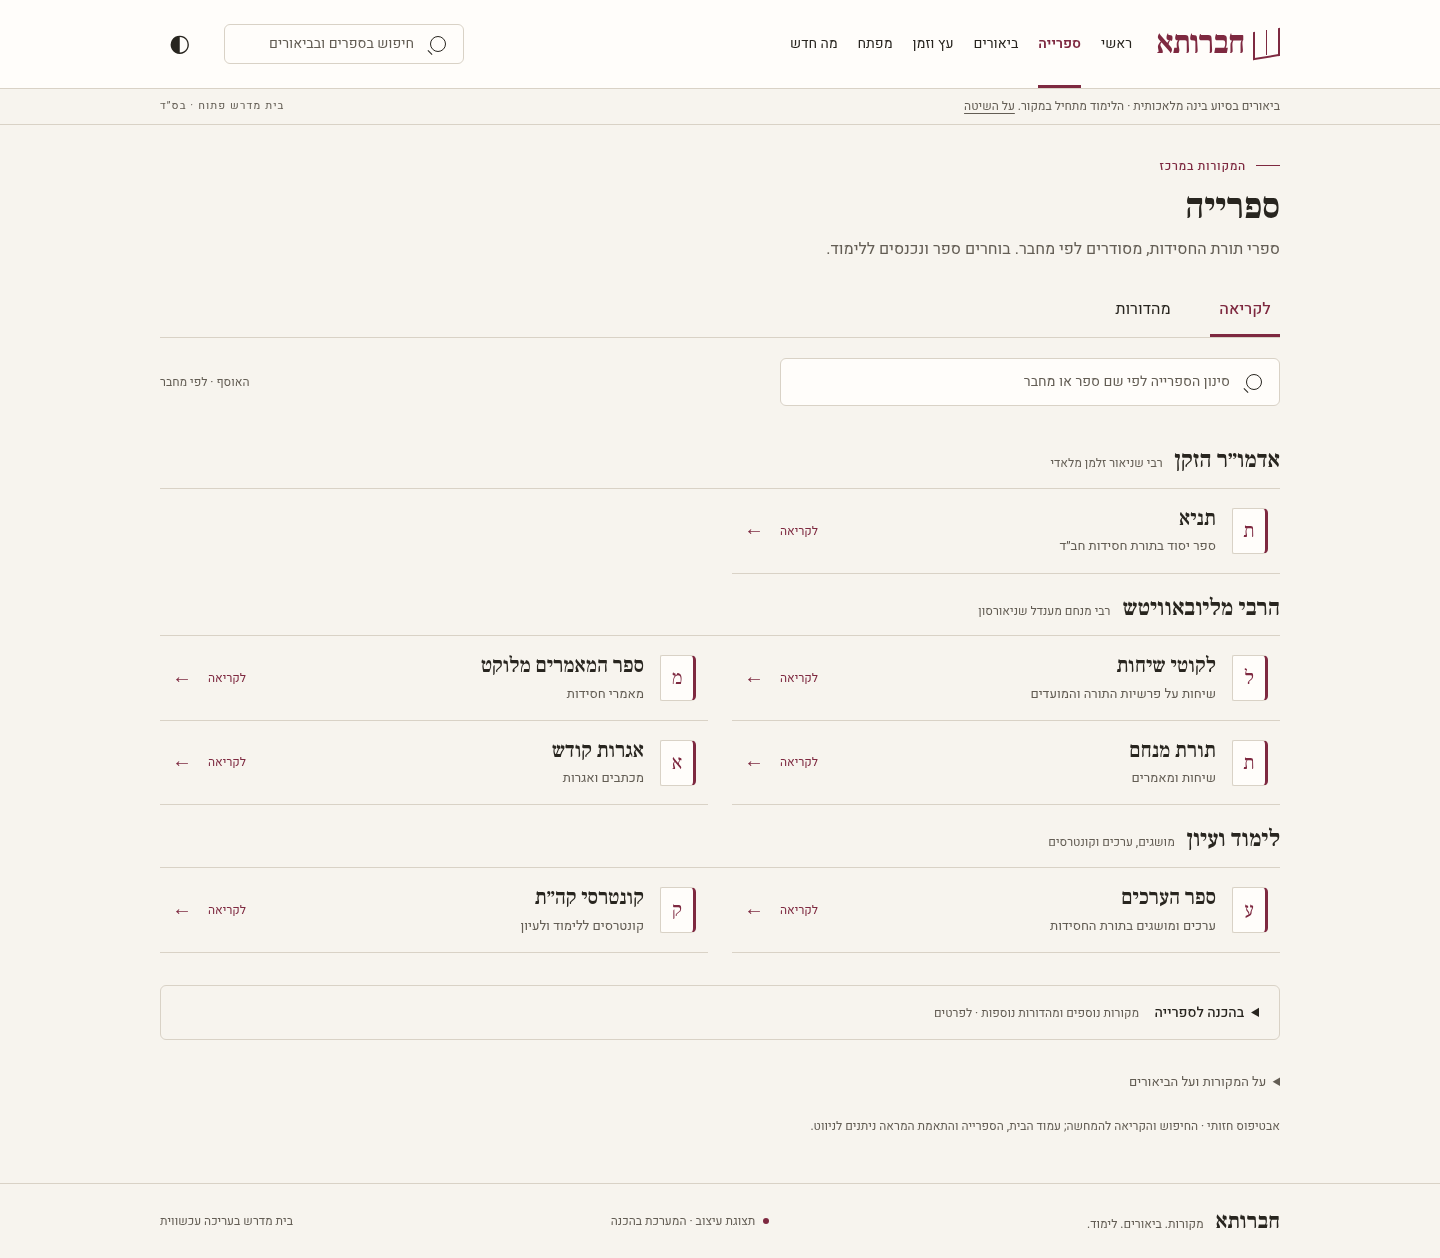 חברותא
ראשי
ספרייה
ביאורים
עץ וזמן
מפתח
מה חדש
חיפוש בספרים ובביאורים
ביאורים בסיוע בינה מלאכותית · הלימוד מתחיל במקור. על השיטה
בית מדרש פתוח · בס״ד
המקורות במרכז
ספרייה
ספרי תורת החסידות, מסודרים לפי מחבר. בוחרים ספר ונכנסים ללימוד.
לקריאה
מהדורות
סינון הספרייה לפי שם ספר או מחבר
האוסף · לפי מחבר
אדמו״ר הזקן רבי שניאור זלמן מלאדי
ת
תניא
ספר יסוד בתורת חסידות חב״ד
לקריאה ←
הרבי מליובאוויטש רבי מנחם מענדל שניאורסון
ל
לקוטי שיחות
שיחות על פרשיות התורה והמועדים
לקריאה ←
מ
ספר המאמרים מלוקט
מאמרי חסידות
לקריאה ←
ת
תורת מנחם
שיחות ומאמרים
לקריאה ←
א
אגרות קודש
מכתבים ואגרות
לקריאה ←
לימוד ועיון מושגים, ערכים וקונטרסים
ע
ספר הערכים
ערכים ומושגים בתורת החסידות
לקריאה ←
ק
קונטרסי קה״ת
קונטרסים ללימוד ולעיון
לקריאה ←
בהכנה לספרייה מקורות נוספים ומהדורות נוספות · לפרטים
על המקורות ועל הביאורים
אבטיפוס חזותי · החיפוש והקריאה להמחשה; עמוד הבית, הספרייה והתאמת המראה ניתנים לניווט.
חברותא מקורות. ביאורים. לימוד.
תצוגת עיצוב · המערכת בהכנה
בית מדרש בעריכה עכשווית